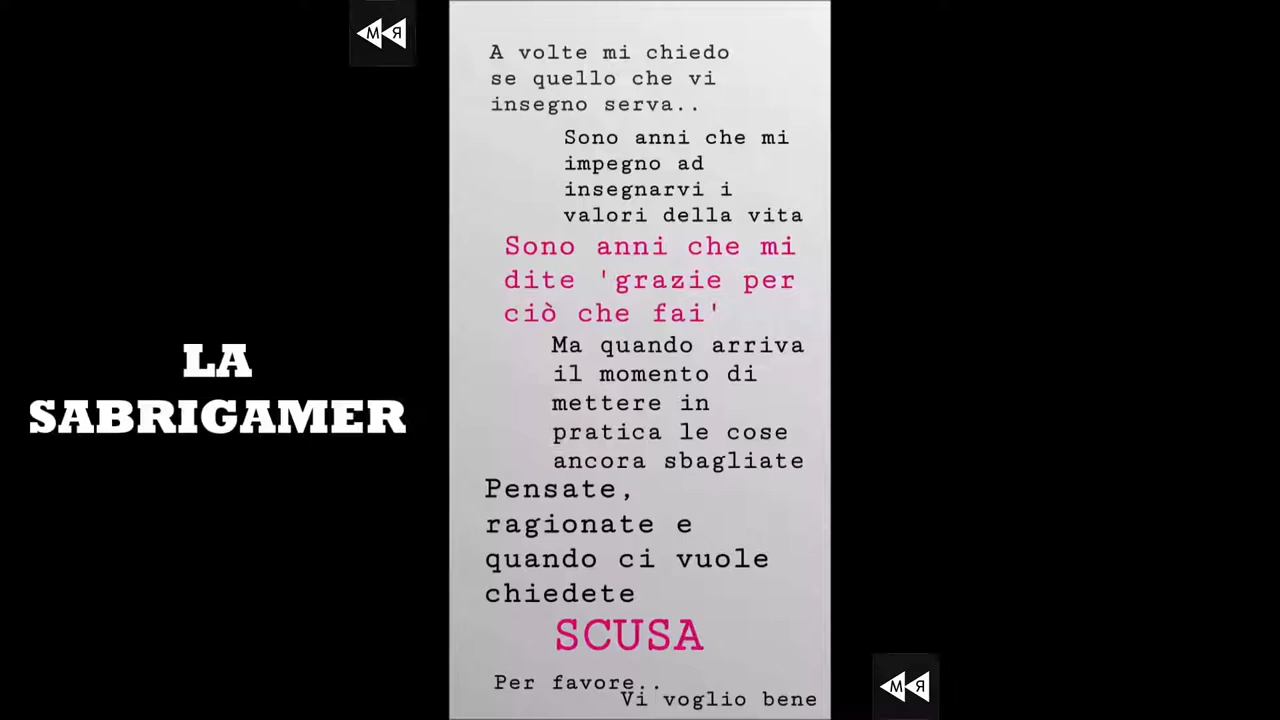 MR
A volte mi chiedo
se quello che vi
insegno serva..
Sono anni che mi
impegno ad
insegnarvi i
valori della vita
Sono anni che mi
dite 'grazie per
ciò che fai'
Ma quando arriva
il momento di
mettere in
pratica le cose
ancora sbagliate
Pensate,
ragionate e
quando ci vuole
chiedete
SCUSA
Per favore..
Vi voglio bene
LA
SABRIGAMER
MR